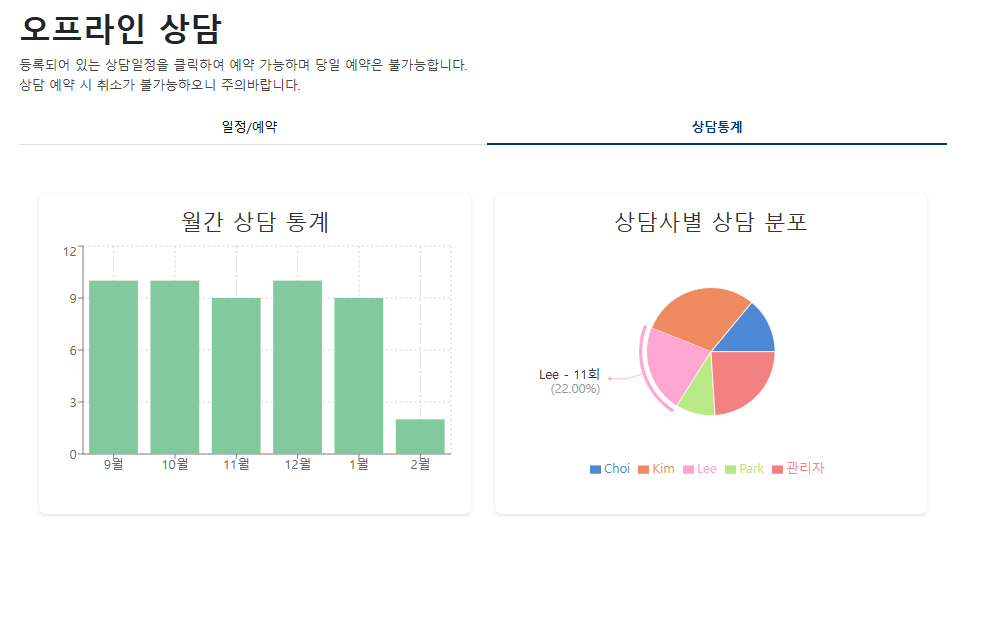 오프라인 상담
등록되어 있는 상담일정을 클릭하여 예약 가능하며 당일 예약은 불가능합니다.
상담 예약 시 취소가 불가능하오니 주의바랍니다.
일정/예약
상담통계
월간 상담 통계
12
9
6
3
0
9월 10월 11월 12월 1월 2월
상담사별 상담 분포
Lee - 11회
(22.00%)
Choi Kim Lee Park 관리자